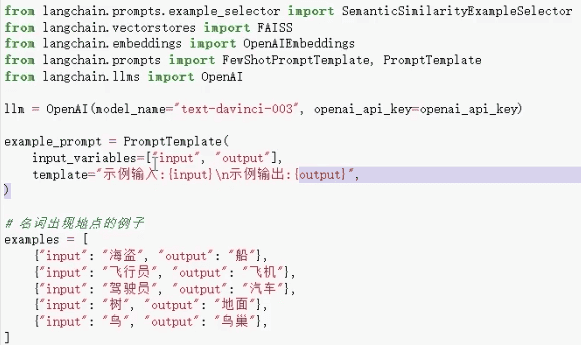 from langchain.prompts.example_selector import SemanticSimilarityExampleSelector
from langchain.vectorstores import FAISS
from langchain.embeddings import OpenAIEmbeddings
from langchain.prompts import FewShotPromptTemplate, PromptTemplate
from langchain.llms import OpenAI

llm = OpenAI(model_name="text-davinci-003", openai_api_key=openai_api_key)

example_prompt = PromptTemplate(
    input_variables=["input", "output"],
    template="示例输入:{input}\n示例输出:{output}",
)

# 名词出现地点的例子
examples = [
    {"input": "海盗", "output": "船"},
    {"input": "飞行员", "output": "飞机"},
    {"input": "驾驶员", "output": "汽车"},
    {"input": "树", "output": "地面"},
    {"input": "鸟", "output": "鸟巢"},
]